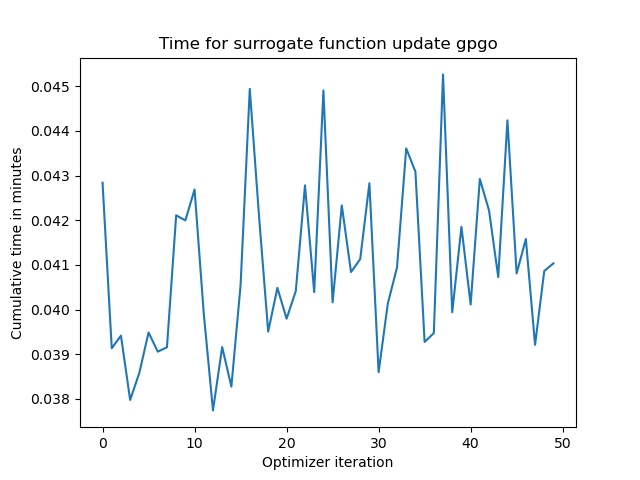 Time for surrogate function update gpgo
0.045
0.044
0.043
0.042
0.041
0.040
0.039
0.038
Cumulative time in minutes
0 10 20 30 40 50
Optimizer iteration